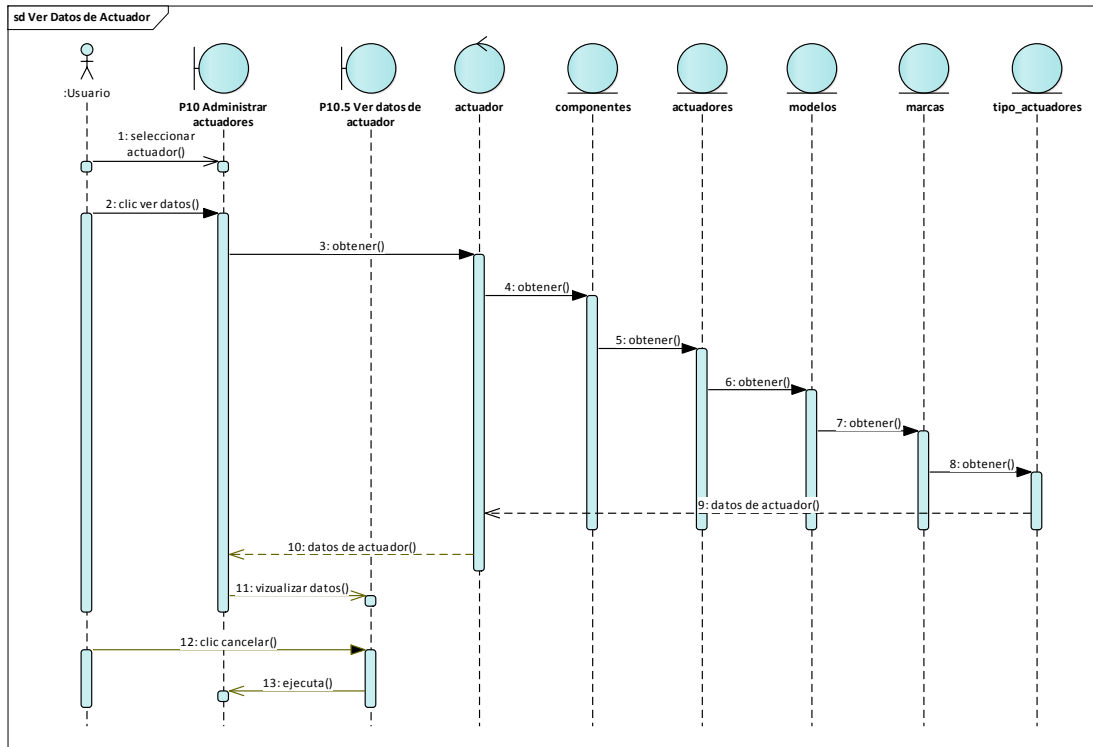 sd Ver Datos de Actuador
:Usuario
P10 Administrar
actuadores
P10.5 Ver datos de
actuador
actuador
componentes
actuadores
modelos
marcas
tipo_actuadores
1: seleccionar
actuador()
2: clic ver datos()
3: obtener()
4: obtener()
5: obtener()
6: obtener()
7: obtener()
8: obtener()
9: datos de actuador()
10: datos de actuador()
11: vizualizar datos()
12: clic cancelar()
13: ejecuta()